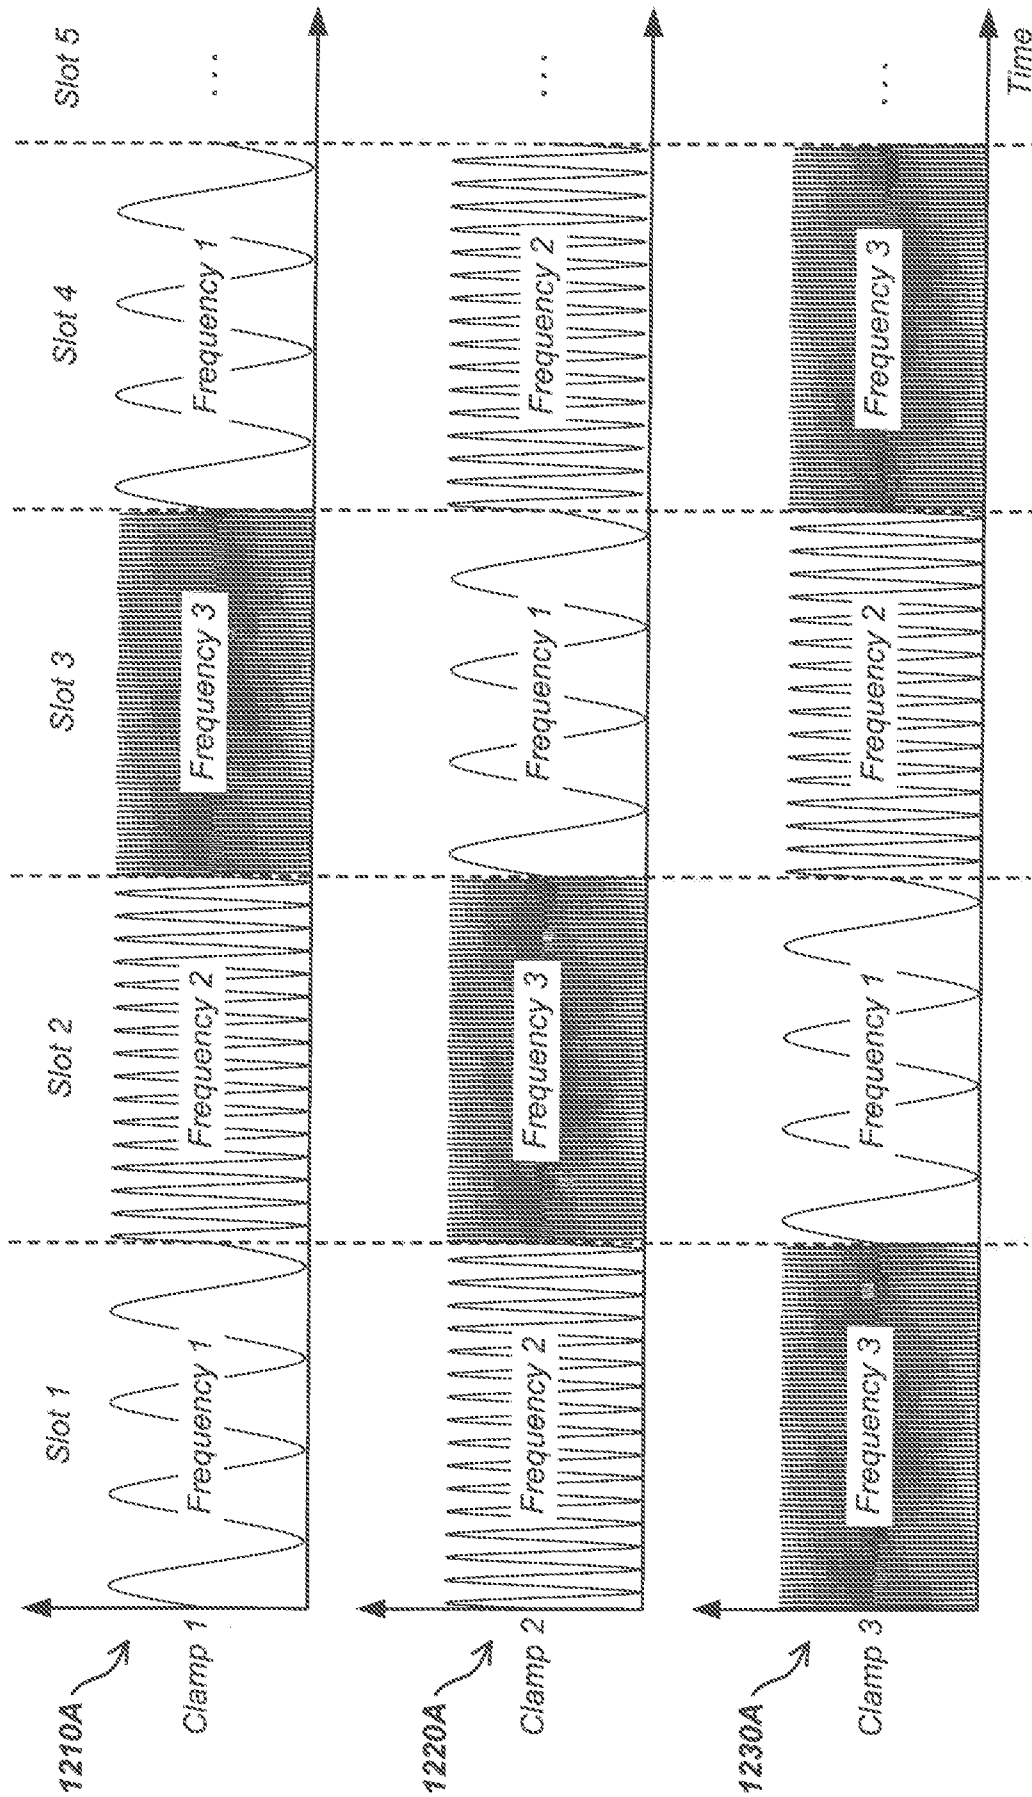 Slot 1
Slot 2
Slot 3
Slot 4
Slot 5
1210A
Clamp 1
Frequency 1
Frequency 2
Frequency 3
Frequency 1
...
1220A
Clamp 2
Frequency 2
Frequency 3
Frequency 1
Frequency 2
...
1230A
Clamp 3
Frequency 3
Frequency 1
Frequency 2
Frequency 3
...
Time